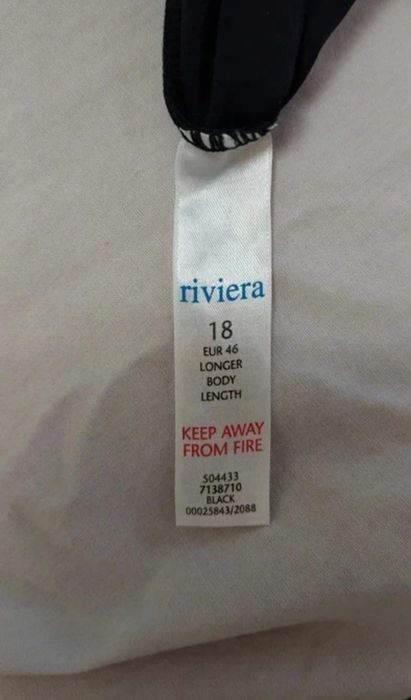 riviera
18
EUR 46
LONGER
BODY
LENGTH
KEEP AWAY
FROM FIRE
504433
7138710
BLACK
00025843/2088